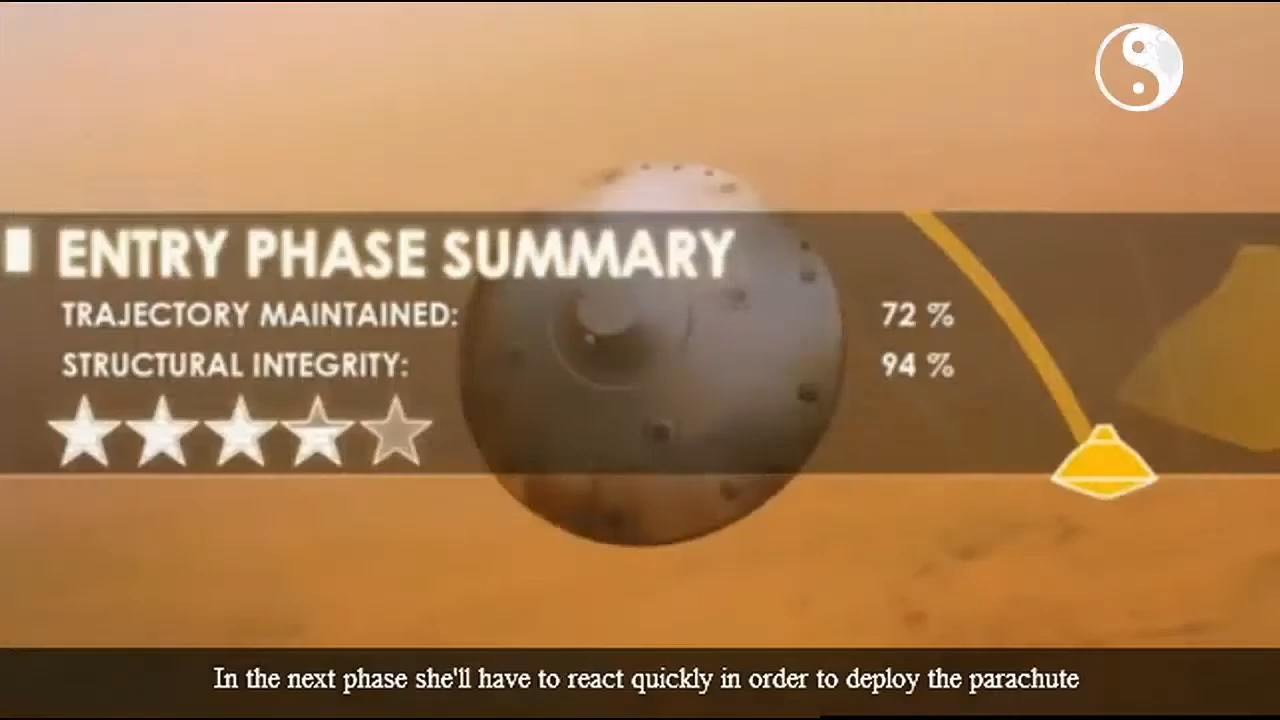 ENTRY PHASE SUMMARY
TRAJECTORY MAINTAINED: 72 %
STRUCTURAL INTEGRITY: 94 %
In the next phase she'll have to react quickly in order to deploy the parachute